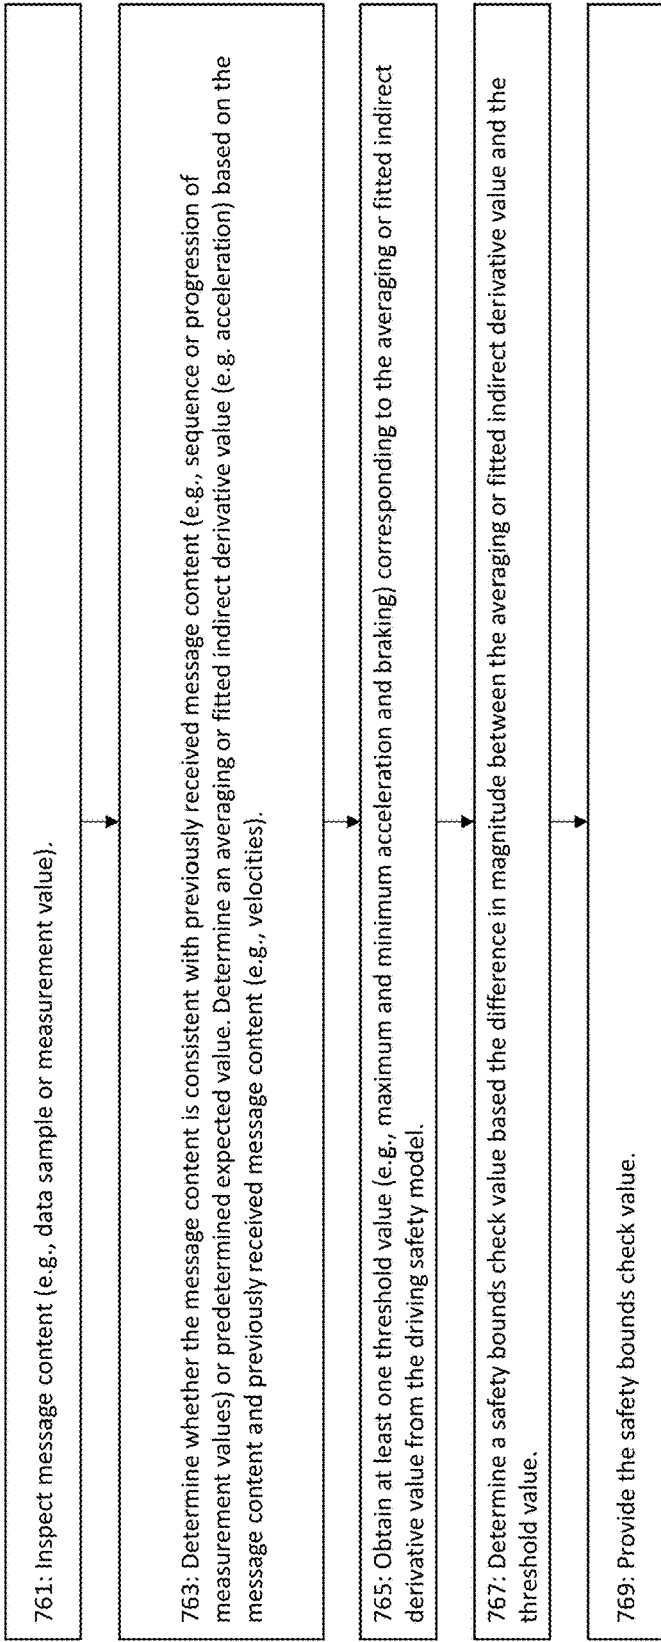 761: Inspect message content (e.g., data sample or measurement value).
763: Determine whether the message content is consistent with previously received message content (e.g., sequence or progression of
measurement values) or predetermined expected value. Determine an averaging or fitted indirect derivative value (e.g. acceleration) based on the
message content and previously received message content (e.g., velocities).
765: Obtain at least one threshold value (e.g., maximum and minimum acceleration and braking) corresponding to the averaging or fitted indirect
derivative value from the driving safety model.
767: Determine a safety bounds check value based the difference in magnitude between the averaging or fitted indirect derivative value and the
threshold value.
769: Provide the safety bounds check value.